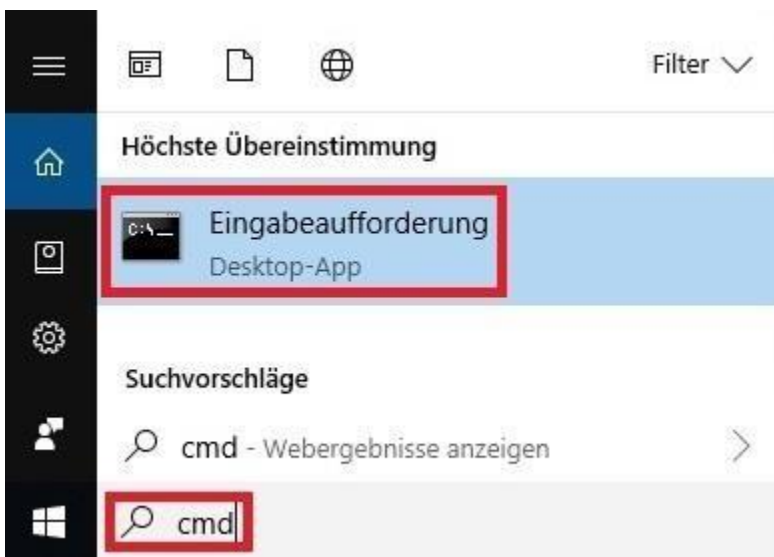 Filter
Höchste Übereinstimmung
C:\_
Eingabeaufforderung
Desktop-App
Suchvorschläge
cmd - Webergebnisse anzeigen
cmd